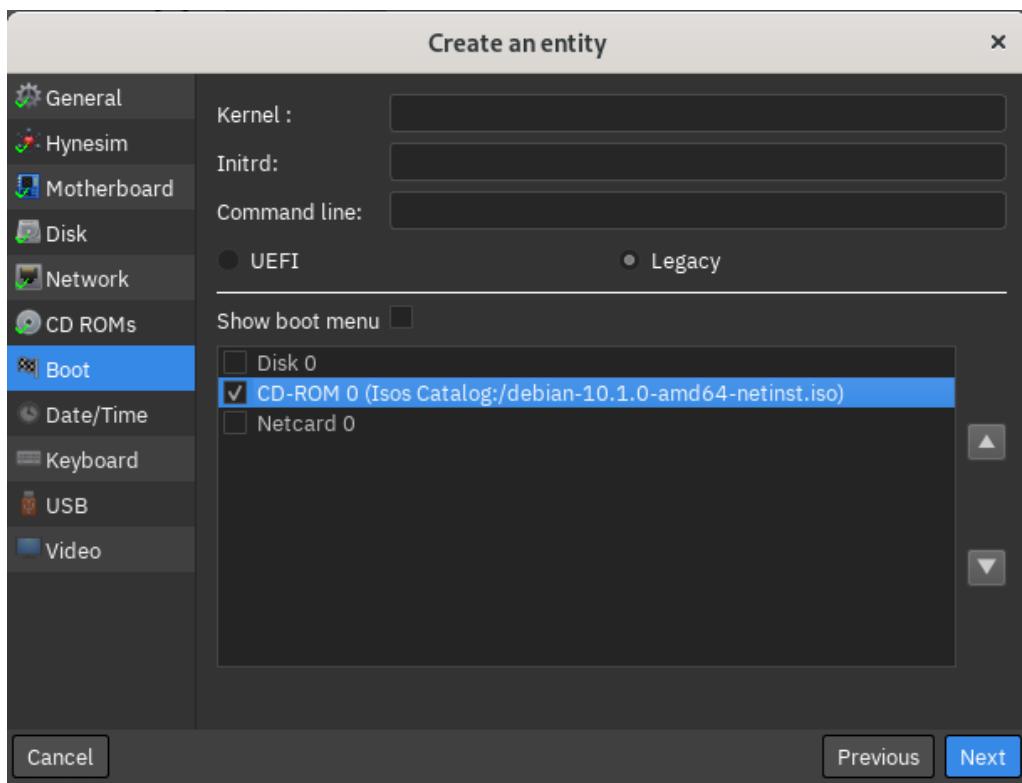 Create an entity
General
Hynesim
Motherboard
Disk
Network
CD ROMs
Boot
Date/Time
Keyboard
USB
Video
Kernel :
Initrd:
Command line:
UEFI
Legacy
Show boot menu
Disk 0
CD-ROM 0 (Isos Catalog:/debian-10.1.0-amd64-netinst.iso)
Netcard 0
Cancel
Previous
Next